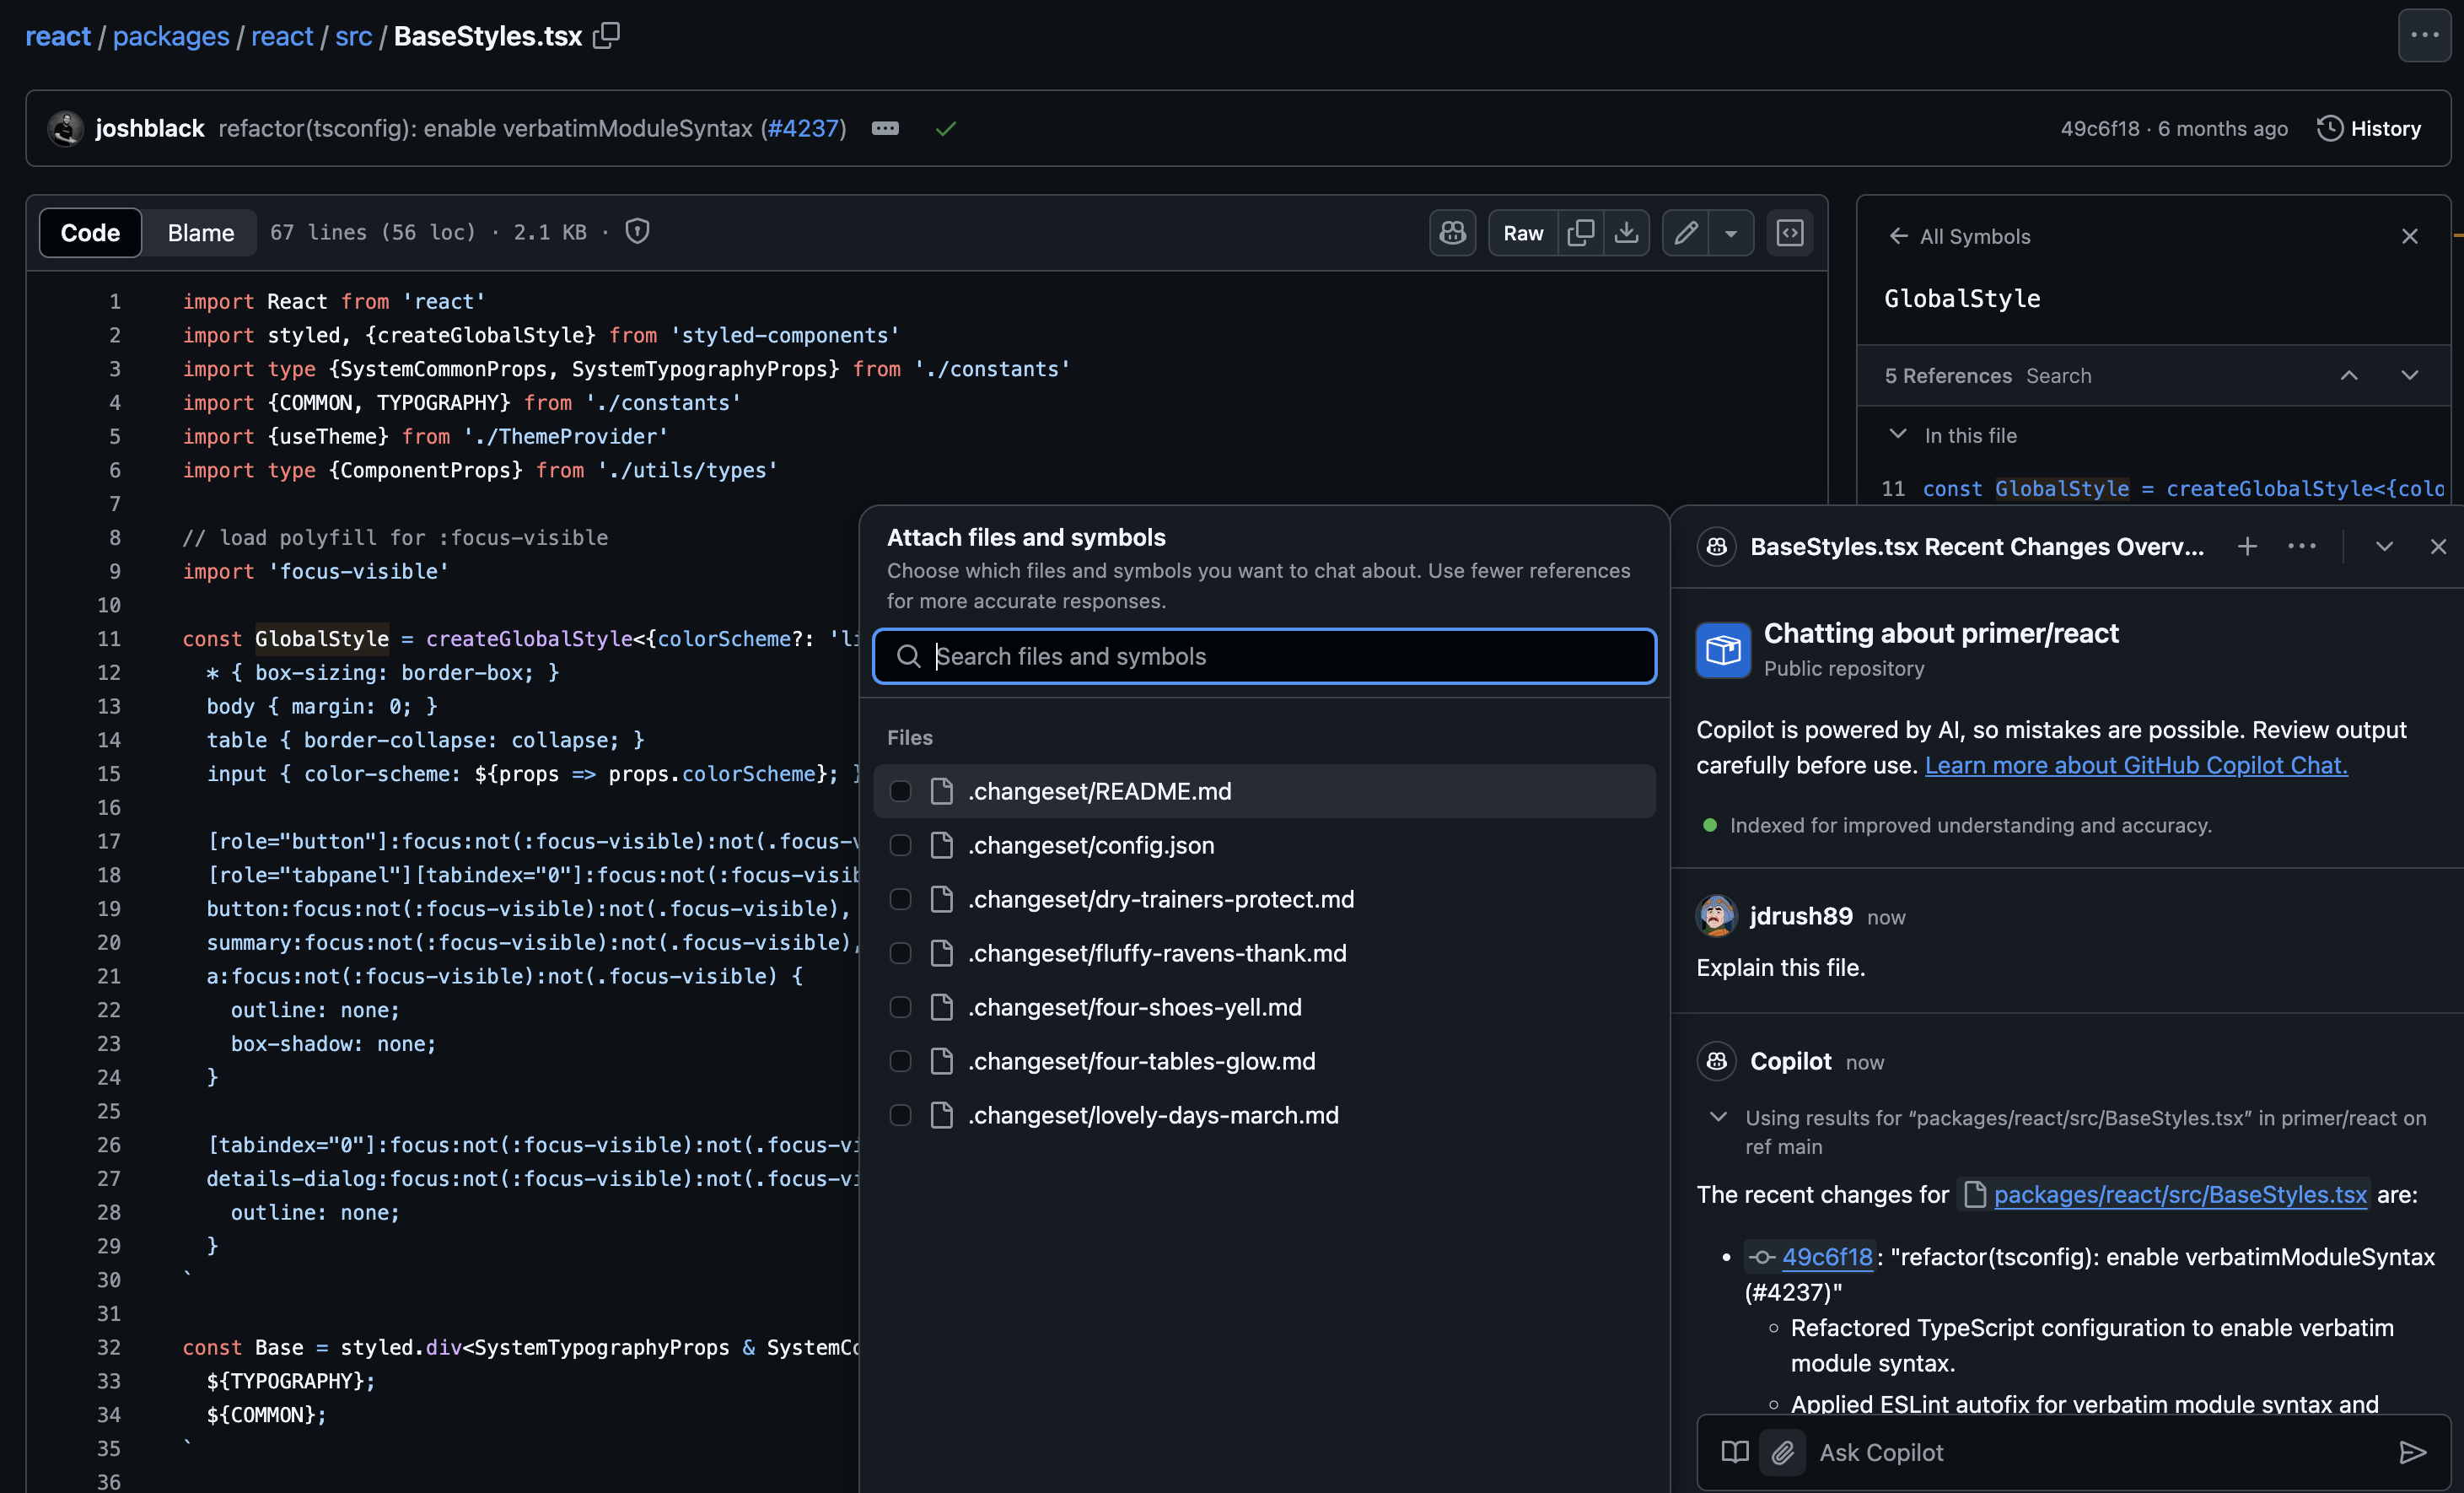 react / packages / react / src / BaseStyles.tsx
joshblack refactor(tsconfig): enable verbatimModuleSyntax (#4237)
49c6f18 · 6 months ago History
Code Blame 67 lines (56 loc) · 2.1 KB ·
Raw
1 import React from 'react'
2 import styled, {createGlobalStyle} from 'styled-components'
3 import type {SystemCommonProps, SystemTypographyProps} from './constants'
4 import {COMMON, TYPOGRAPHY} from './constants'
5 import {useTheme} from './ThemeProvider'
6 import type {ComponentProps} from './utils/types'
7
8 // load polyfill for :focus-visible
9 import 'focus-visible'
10
11 const GlobalStyle = createGlobalStyle<{colorScheme?: 'li
12 * { box-sizing: border-box; }
13 body { margin: 0; }
14 table { border-collapse: collapse; }
15 input { color-scheme: ${props => props.colorScheme}; }
16
17 [role="button"]:focus:not(:focus-visible):not(.focus-v
18 [role="tabpanel"][tabindex="0"]:focus:not(:focus-visib
19 button:focus:not(:focus-visible):not(.focus-visible),
20 summary:focus:not(:focus-visible):not(.focus-visible),
21 a:focus:not(:focus-visible):not(.focus-visible) {
22 outline: none;
23 box-shadow: none;
24 }
25
26 [tabindex="0"]:focus:not(:focus-visible):not(.focus-vi
27 details-dialog:focus:not(:focus-visible):not(.focus-vi
28 outline: none;
29 }
30 `
31
32 const Base = styled.div<SystemTypographyProps & SystemCo
33 ${TYPOGRAPHY};
34 ${COMMON};
35 `
36
All Symbols
GlobalStyle
5 References Search
In this file
11 const GlobalStyle = createGlobalStyle<{colo
Attach files and symbols
Choose which files and symbols you want to chat about. Use fewer references
for more accurate responses.
Search files and symbols
Files
.changeset/README.md
.changeset/config.json
.changeset/dry-trainers-protect.md
.changeset/fluffy-ravens-thank.md
.changeset/four-shoes-yell.md
.changeset/four-tables-glow.md
.changeset/lovely-days-march.md
BaseStyles.tsx Recent Changes Overv...
Chatting about primer/react
Public repository
Copilot is powered by AI, so mistakes are possible. Review output
carefully before use. Learn more about GitHub Copilot Chat.
Indexed for improved understanding and accuracy.
jdrush89 now
Explain this file.
Copilot now
Using results for “packages/react/src/BaseStyles.tsx” in primer/react on
ref main
The recent changes for packages/react/src/BaseStyles.tsx are:
• 49c6f18: "refactor(tsconfig): enable verbatimModuleSyntax
(#4237)"
◦ Refactored TypeScript configuration to enable verbatim
module syntax.
◦ Applied ESLint autofix for verbatim module syntax and
Ask Copilot